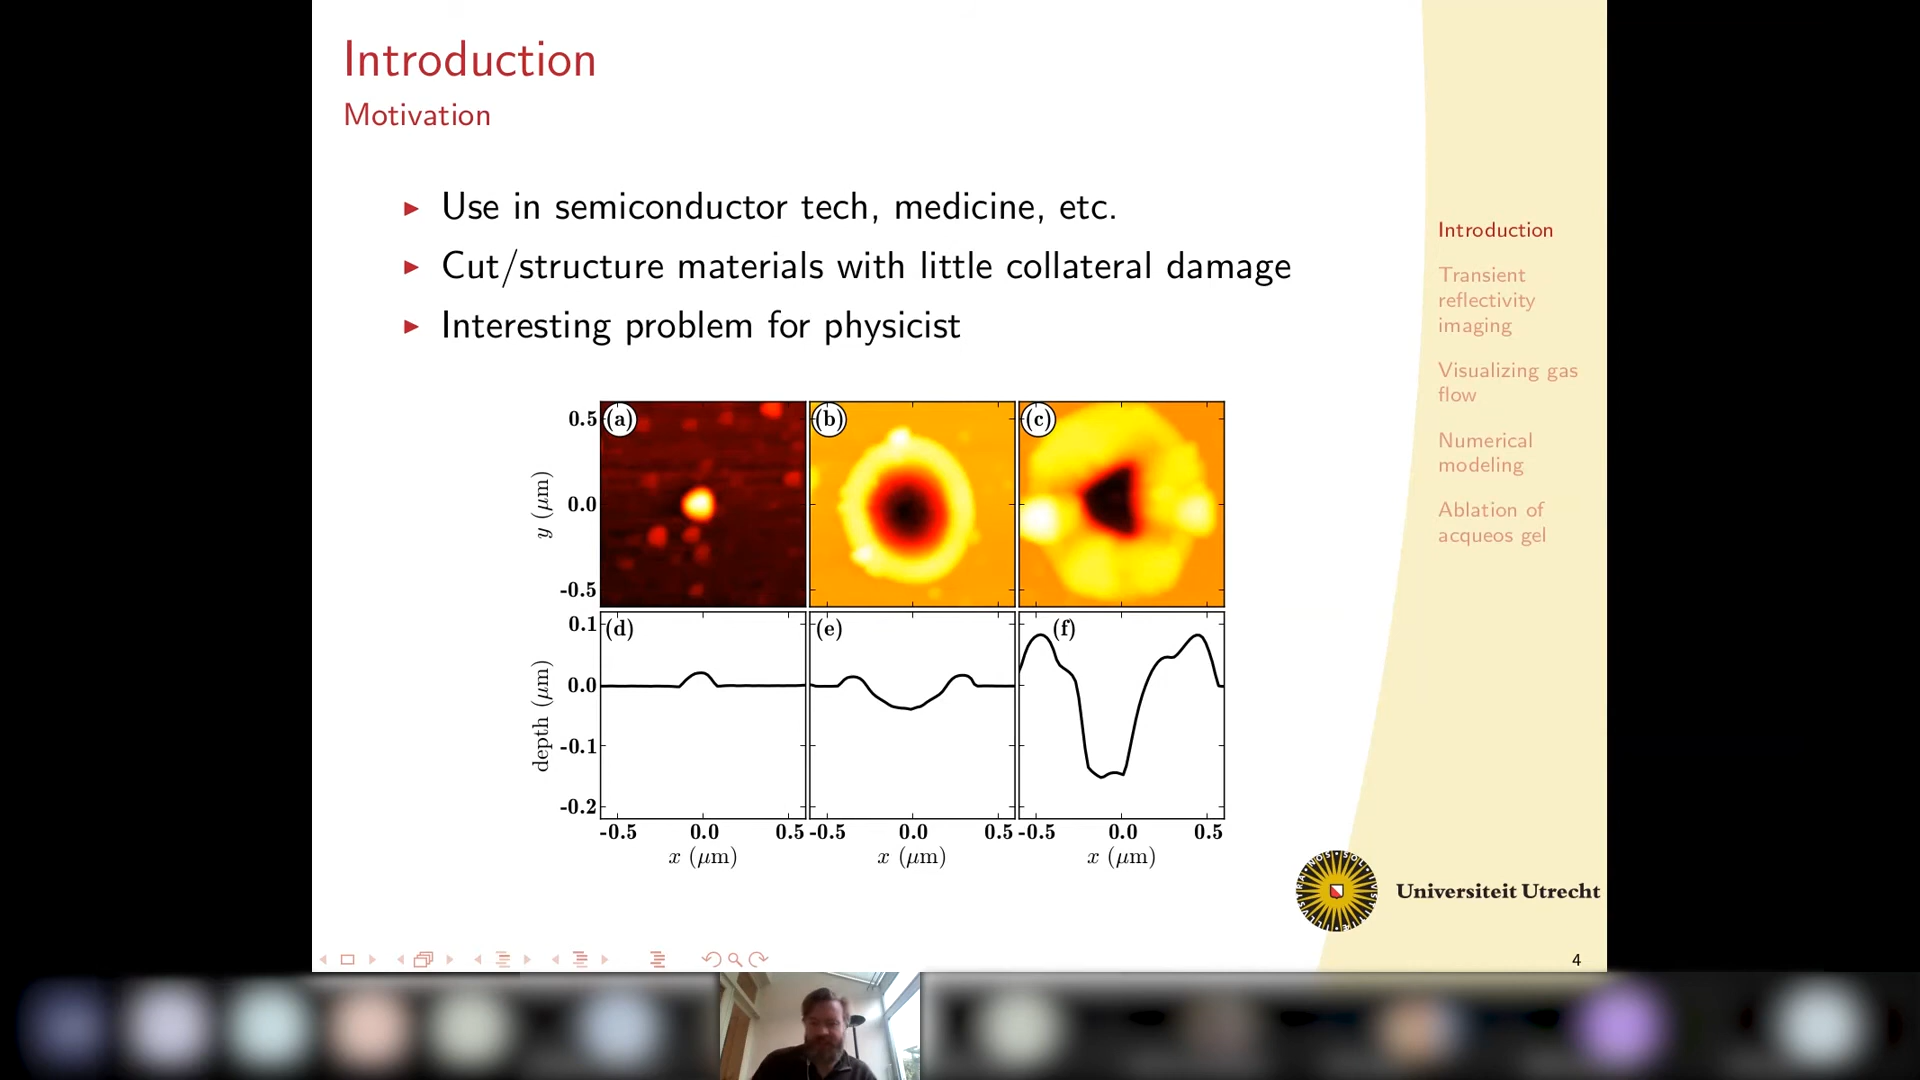 Introduction
Motivation
Use in semiconductor tech, medicine, etc.
Cut/structure materials with little collateral damage
Interesting problem for physicist
Introduction
Transient
reflectivity
imaging
Visualizing gas
flow
Numerical
modeling
Ablation of
acqueos gel
(a) (b) (c)
0.5
0.0
-0.5
y (μm)
(d) (e) (f)
0.1
0.0
-0.1
-0.2
depth (μm)
-0.5 0.0 0.5 -0.5 0.0 0.5 -0.5 0.0 0.5
x (μm) x (μm) x (μm)
Universiteit Utrecht
4